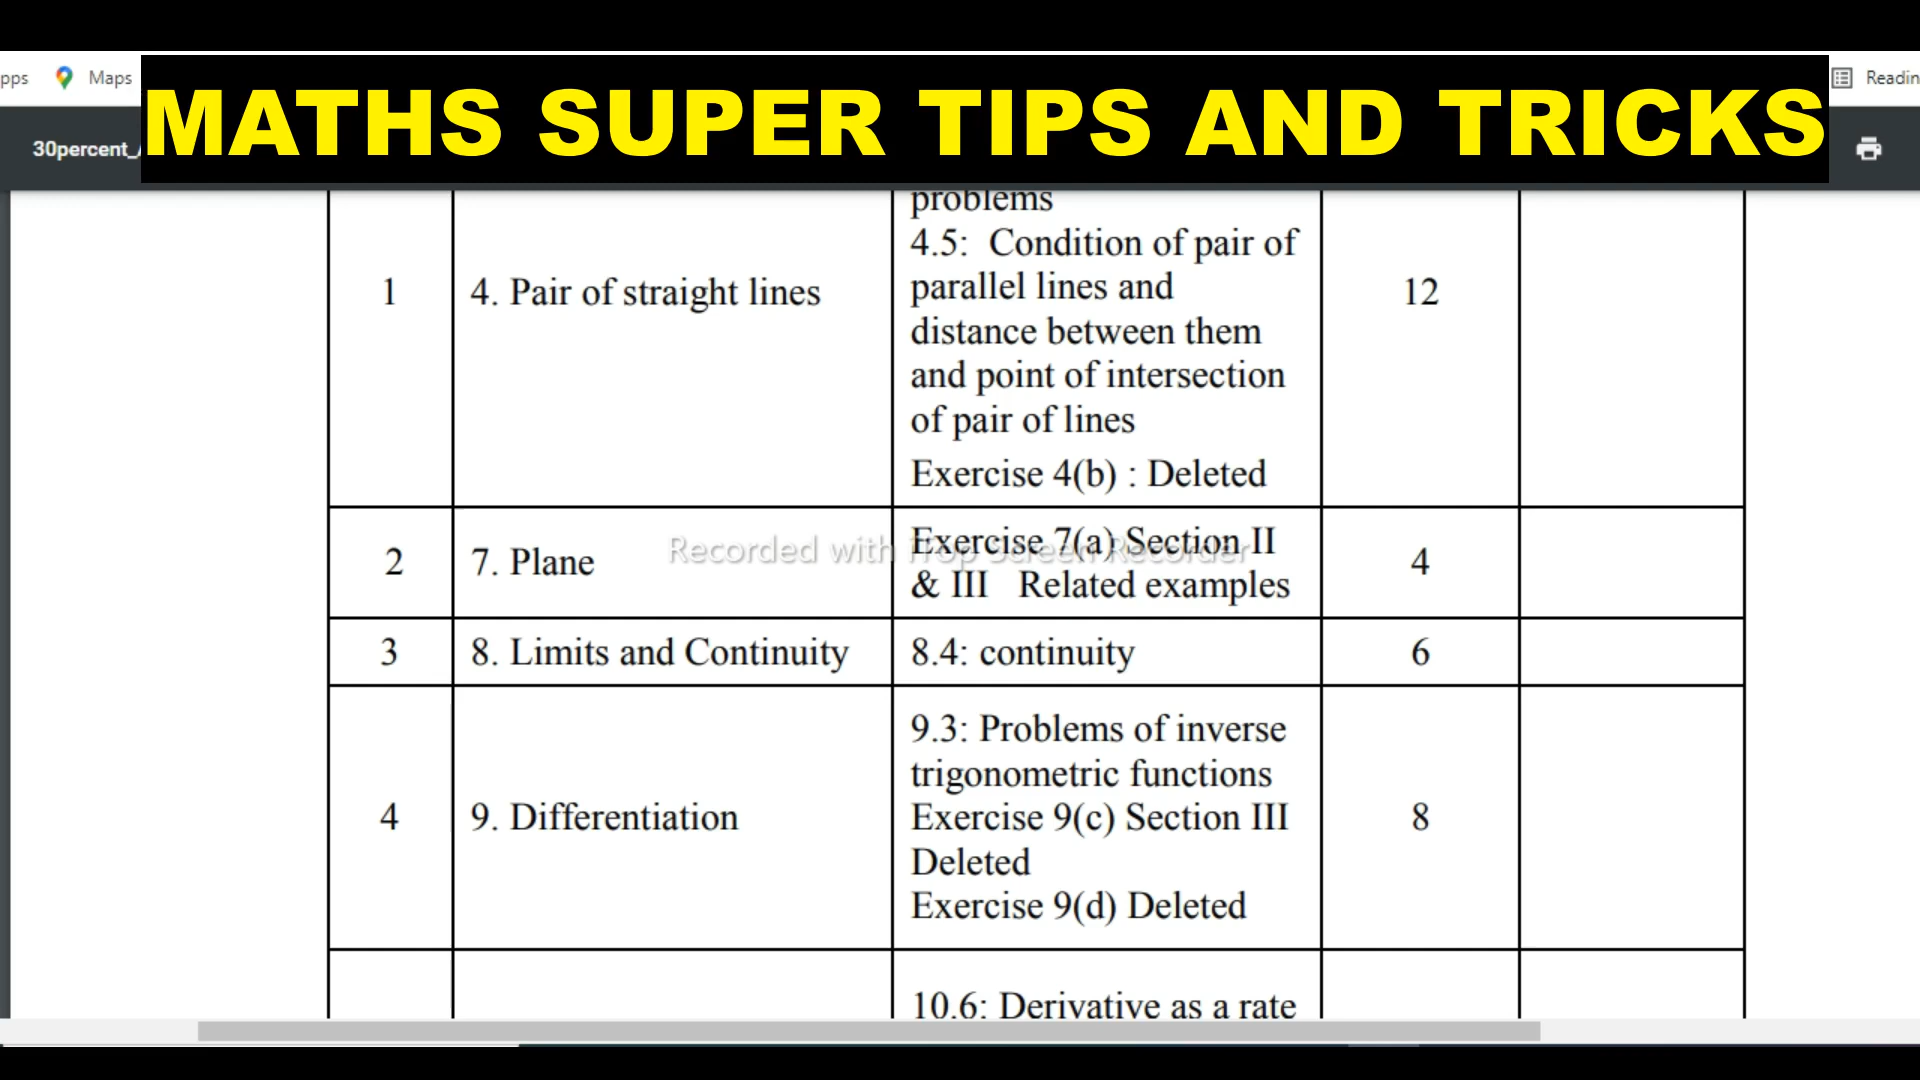 pps Maps
Readin
MATHS SUPER TIPS AND TRICKS
30percent_
problems
4.5: Condition of pair of
parallel lines and
distance between them
and point of intersection
of pair of lines
Exercise 4(b) : Deleted
1 4. Pair of straight lines 12
2 7. Plane
Exercise 7(a) Section II
& III Related examples
4
Recorded with iTop Screen Recorder
3 8. Limits and Continuity 8.4: continuity 6
4 9. Differentiation
9.3: Problems of inverse
trigonometric functions
Exercise 9(c) Section III
Deleted
Exercise 9(d) Deleted
8
10.6: Derivative as a rate